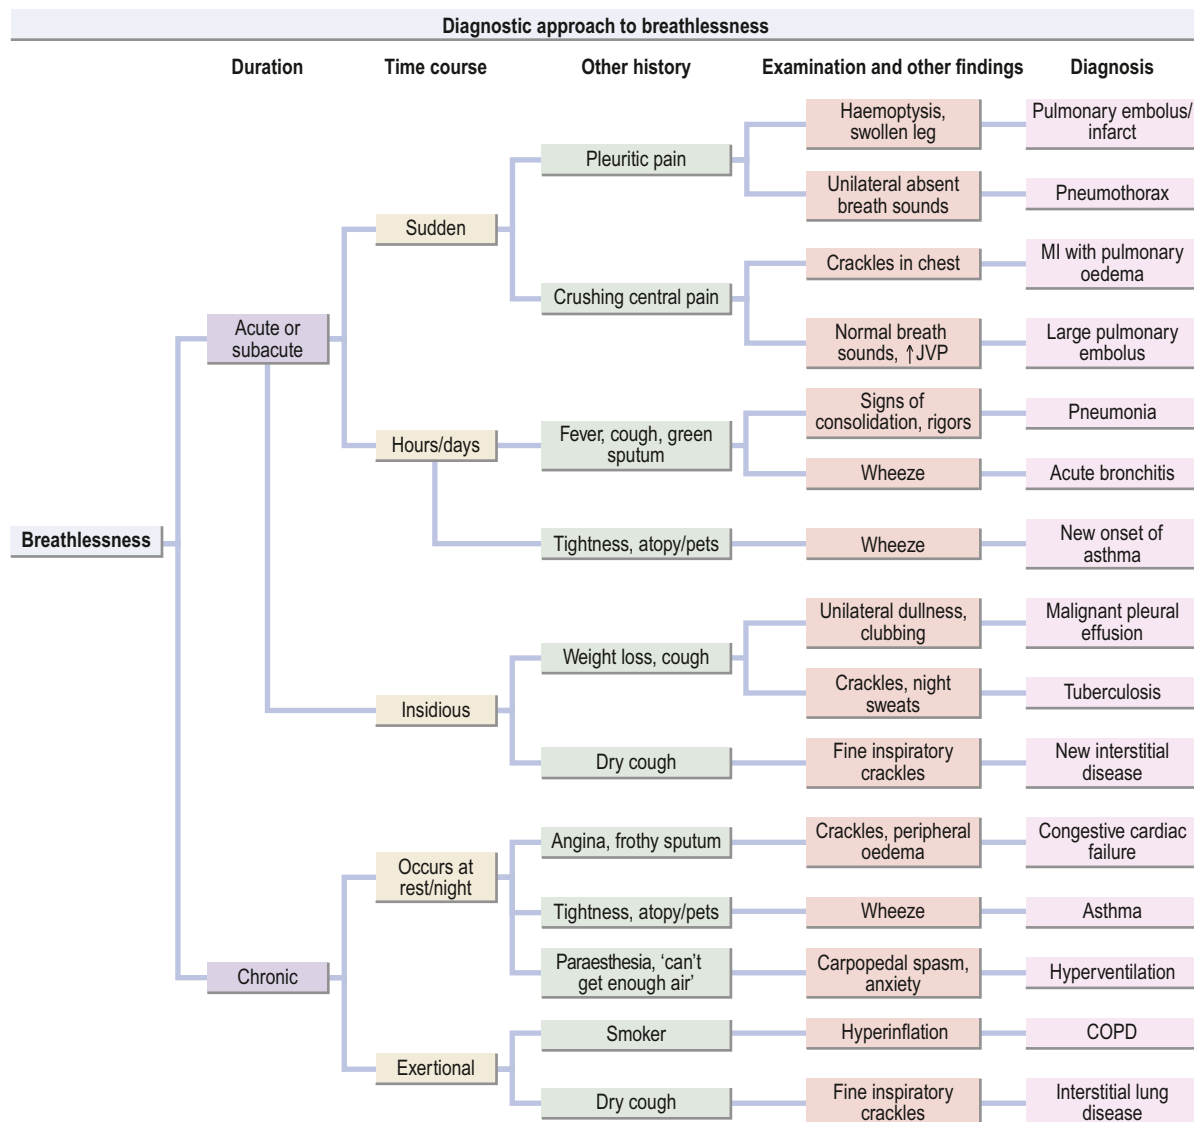 Diagnostic approach to breathlessness
Duration
Time course
Other history
Examination and other findings
Diagnosis
Breathlessness
Acute or
subacute
Sudden
Pleuritic pain
Haemoptysis,
swollen leg
Pulmonary embolus/
infarct
Unilateral absent
breath sounds
Pneumothorax
Crushing central pain
Crackles in chest
MI with pulmonary
oedema
Normal breath
sounds, ↑JVP
Large pulmonary
embolus
Hours/days
Fever, cough, green
sputum
Signs of
consolidation, rigors
Pneumonia
Wheeze
Acute bronchitis
Tightness, atopy/pets
Wheeze
New onset of
asthma
Insidious
Weight loss, cough
Unilateral dullness,
clubbing
Malignant pleural
effusion
Crackles, night
sweats
Tuberculosis
Dry cough
Fine inspiratory
crackles
New interstitial
disease
Chronic
Occurs at
rest/night
Angina, frothy sputum
Crackles, peripheral
oedema
Congestive cardiac
failure
Tightness, atopy/pets
Wheeze
Asthma
Paraesthesia, ‘can’t
get enough air’
Carpopedal spasm,
anxiety
Hyperventilation
Exertional
Smoker
Hyperinflation
COPD
Dry cough
Fine inspiratory
crackles
Interstitial lung
disease